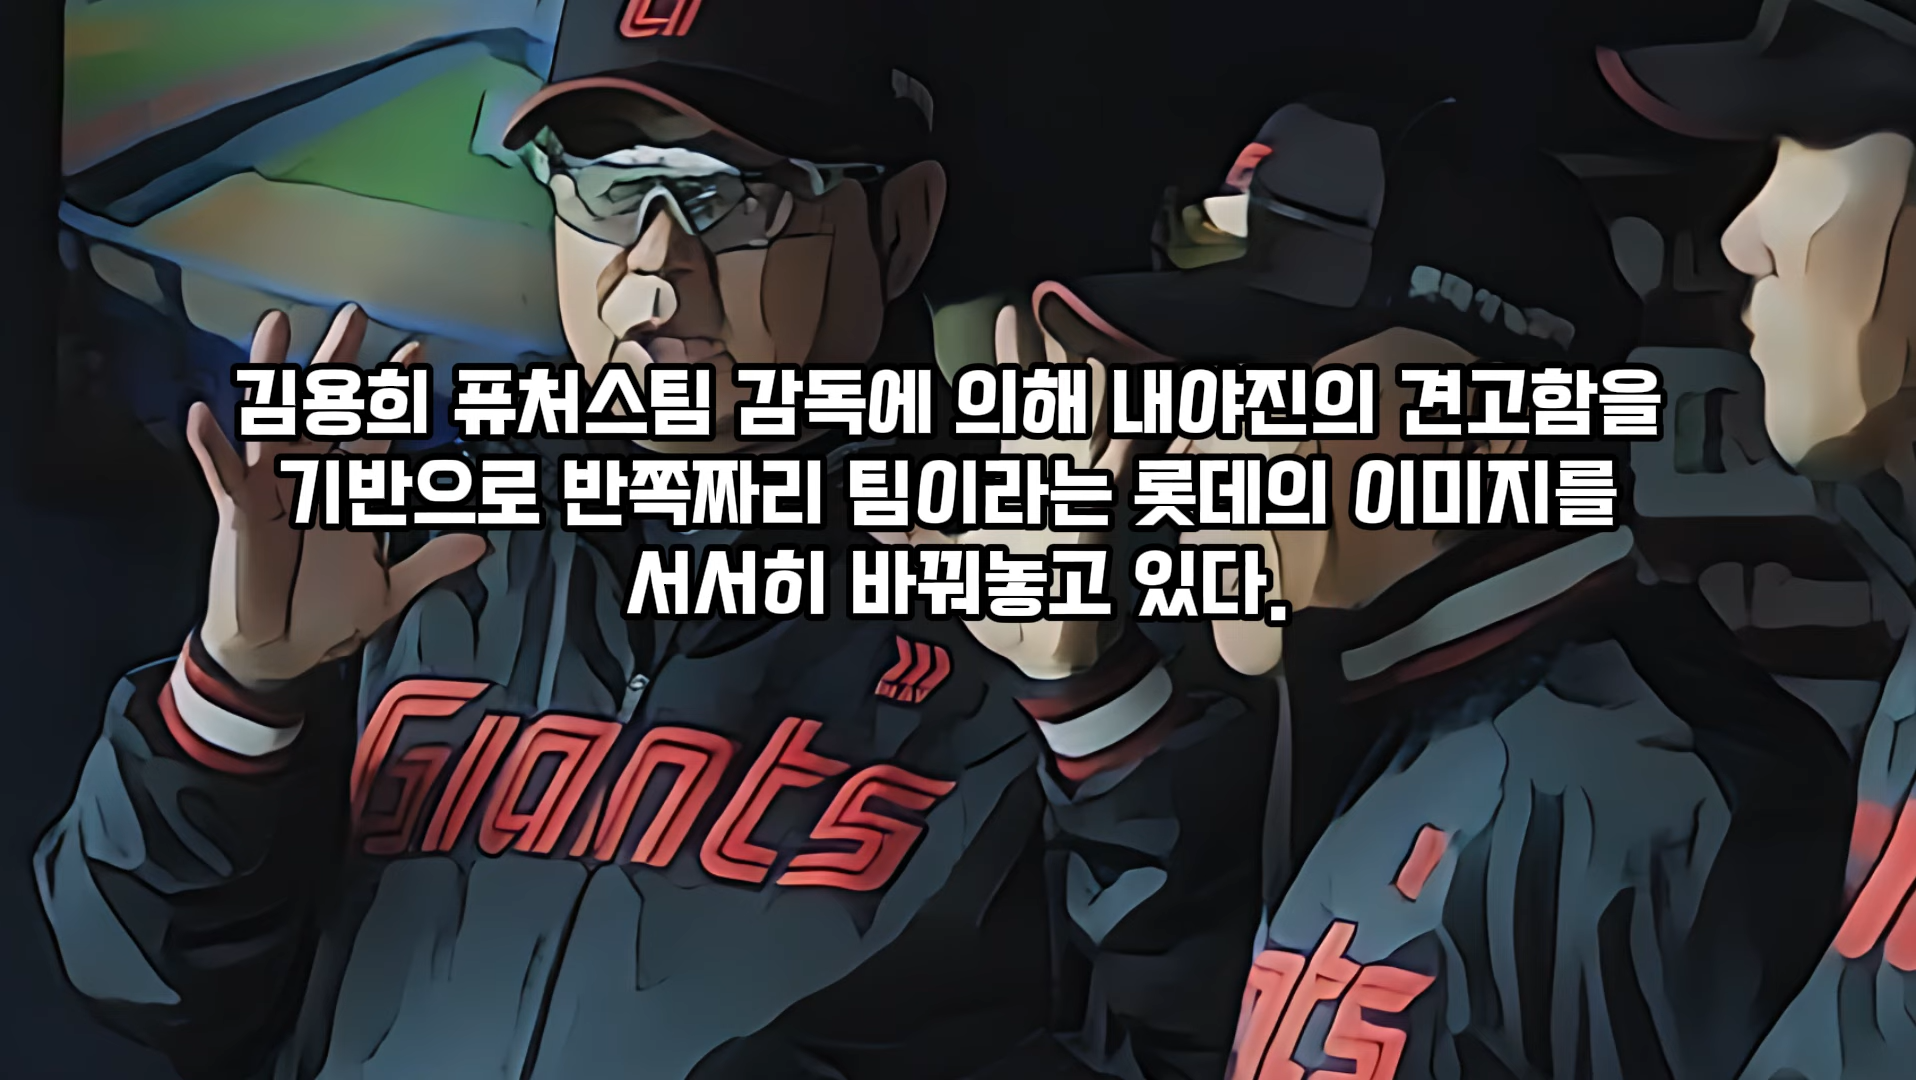 김용희 퓨처스팀 감독에 의해 내야진의 견고함을
기반으로 반쪽짜리 팀이라는 롯데의 이미지를
서서히 바꿔놓고 있다.
Giants